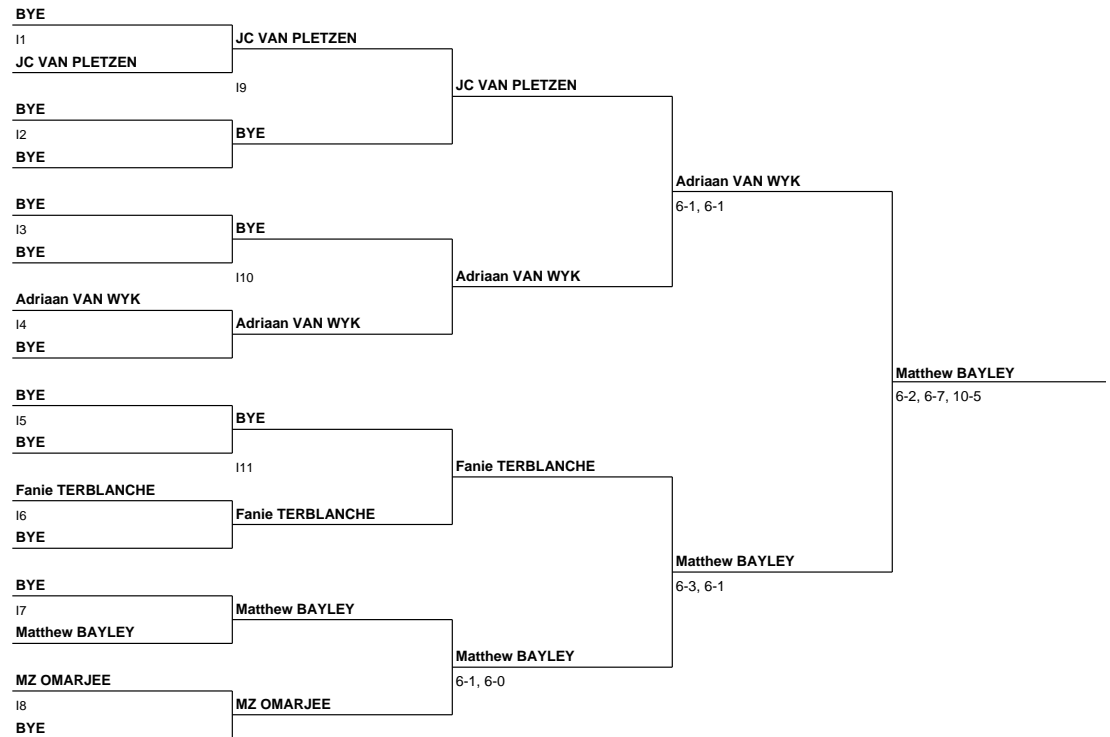 BYE
I1
JC VAN PLETZEN
JC VAN PLETZEN
I9
JC VAN PLETZEN
BYE
I2
BYE
BYE
Adriaan VAN WYK
6-1, 6-1
BYE
I3
BYE
BYE
I10
Adriaan VAN WYK
Adriaan VAN WYK
I4
Adriaan VAN WYK
BYE
Matthew BAYLEY
6-2, 6-7, 10-5
BYE
I5
BYE
BYE
I11
Fanie TERBLANCHE
Fanie TERBLANCHE
I6
Fanie TERBLANCHE
BYE
Matthew BAYLEY
6-3, 6-1
BYE
I7
Matthew BAYLEY
Matthew BAYLEY
Matthew BAYLEY
6-1, 6-0
MZ OMARJEE
I8
MZ OMARJEE
BYE